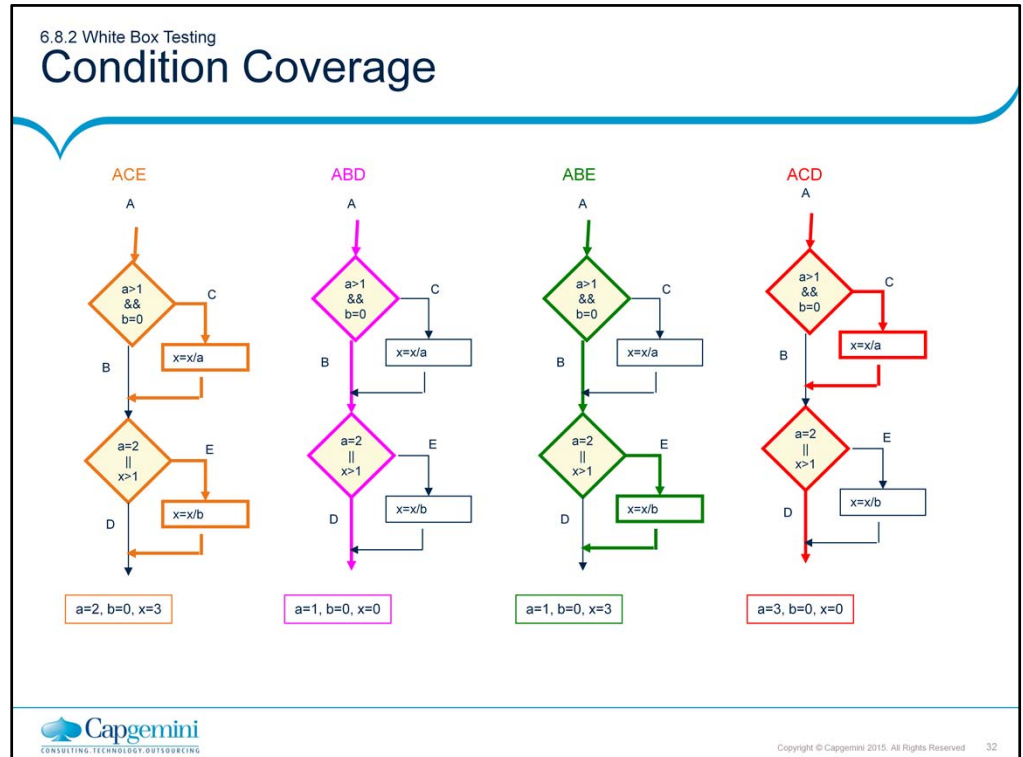 6.8.2 White Box Testing
Condition Coverage
ACE
A
a>1
&&
b=0
C
x=x/a
B
a=2
||
x>1
E
x=x/b
D
a=2, b=0, x=3
ABD
A
a>1
&&
b=0
C
x=x/a
B
a=2
||
x>1
E
x=x/b
D
a=1, b=0, x=0
ABE
A
a>1
&&
b=0
C
x=x/a
B
a=2
||
x>1
E
x=x/b
D
a=1, b=0, x=3
ACD
A
a>1
&&
b=0
C
x=x/a
B
a=2
||
x>1
E
x=x/b
D
a=3, b=0, x=0
Capgemini
CONSULTING.TECHNOLOGY.OUTSOURCING
Copyright © Capgemini 2015. All Rights Reserved 32